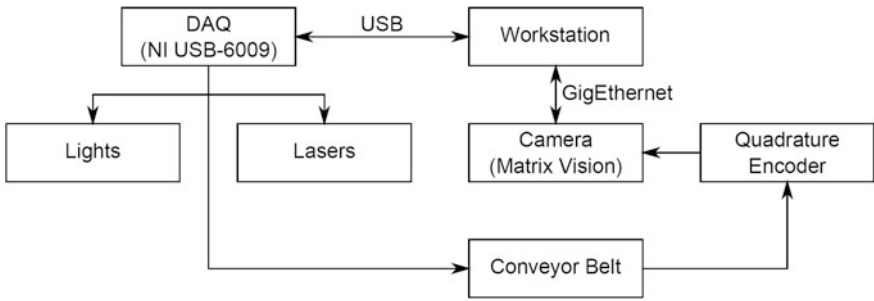 DAQ
(NI USB-6009)
USB
Workstation
GigEthernet
Lights
Lasers
Camera
(Matrix Vision)
Quadrature
Encoder
Conveyor Belt